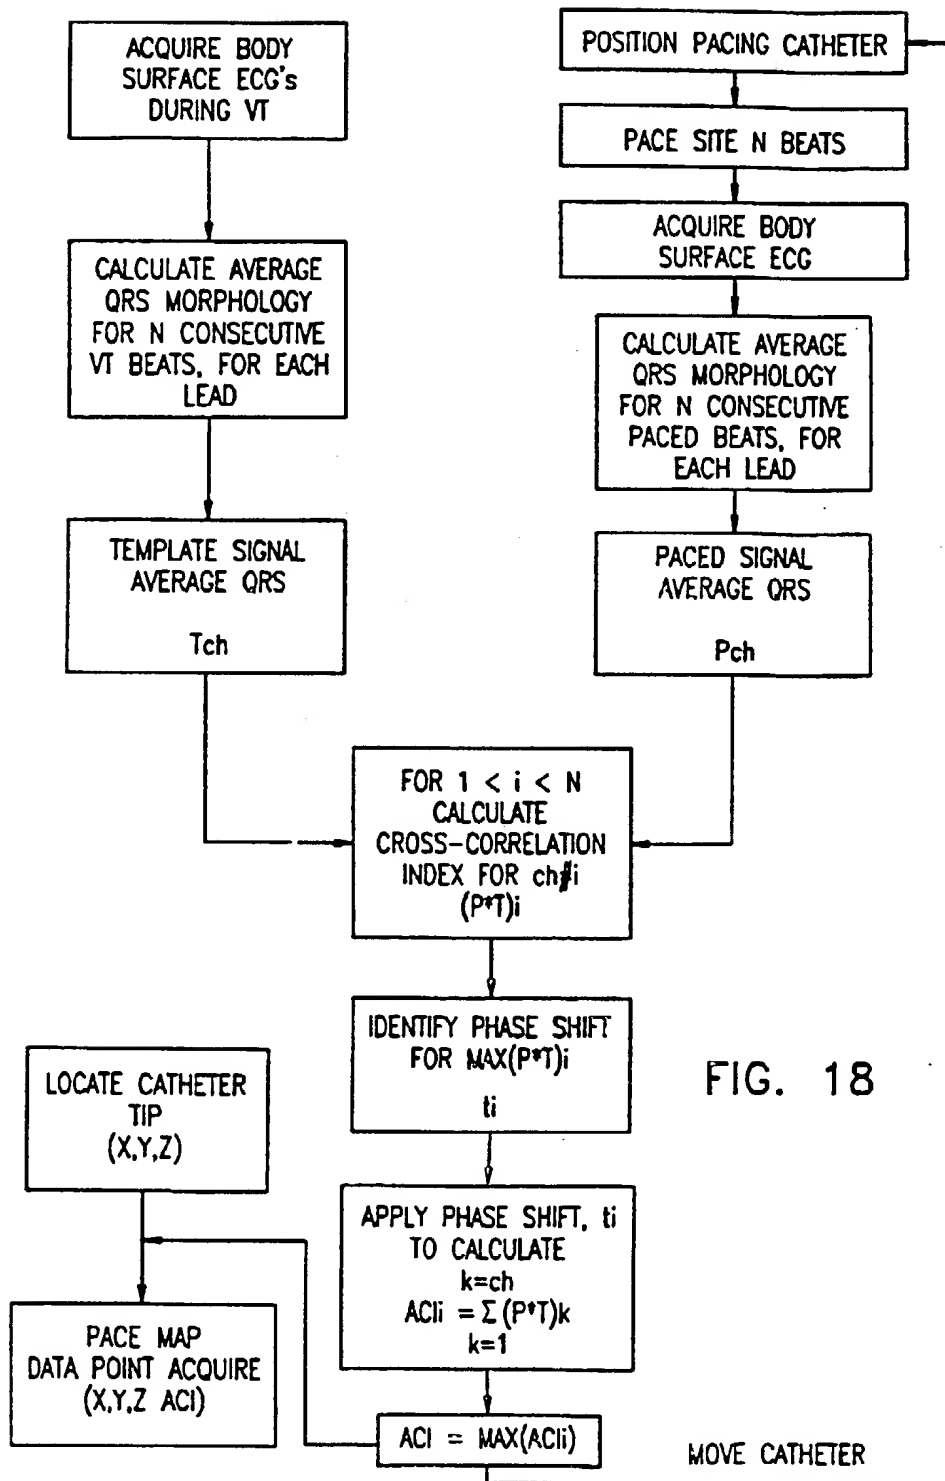 ACQUIRE BODY
SURFACE ECG's
DURING VT
CALCULATE AVERAGE
QRS MORPHOLOGY
FOR N CONSECUTIVE
VT BEATS, FOR EACH
LEAD
TEMPLATE SIGNAL
AVERAGE QRS
Tch
POSITION PACING CATHETER
PACE SITE N BEATS
ACQUIRE BODY
SURFACE ECG
CALCULATE AVERAGE
QRS MORPHOLOGY
FOR N CONSECUTIVE
PACED BEATS, FOR
EACH LEAD
PACED SIGNAL
AVERAGE QRS
Pch
FOR 1 < i < N
CALCULATE
CROSS-CORRELATION
INDEX FOR ch#i
(P*T)i
IDENTIFY PHASE SHIFT
FOR MAX(P*T)i
ti
APPLY PHASE SHIFT, ti
TO CALCULATE
k=ch
ACIi = Σ (P*T)k
k=1
ACI = MAX(ACIi)
LOCATE CATHETER
TIP
(X,Y,Z)
PACE MAP
DATA POINT ACQUIRE
(X,Y,Z ACI)
FIG. 18
MOVE CATHETER